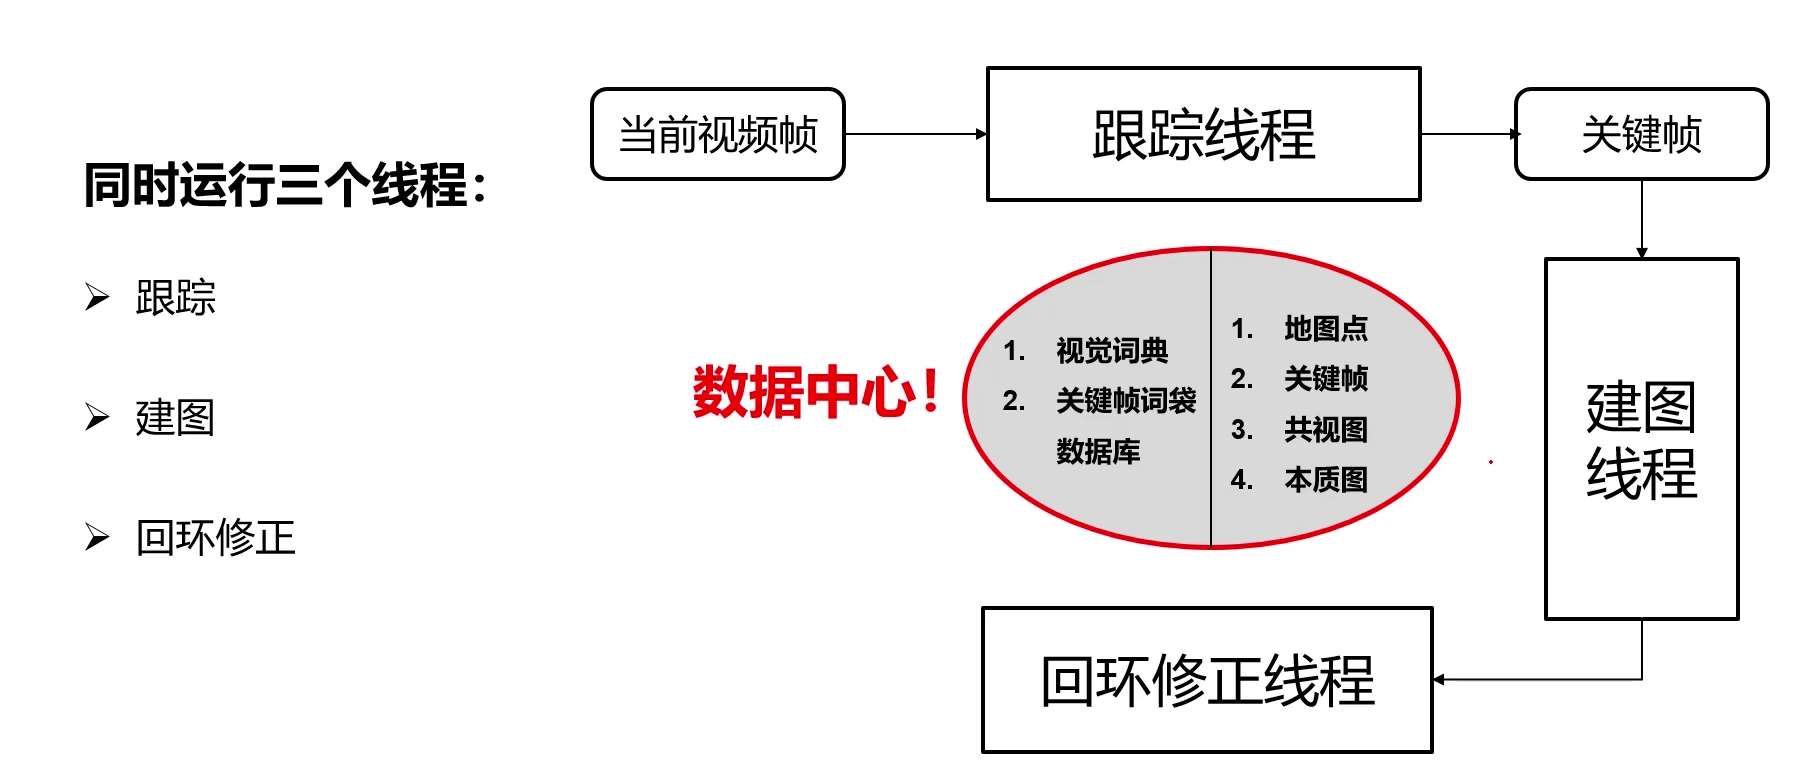 同时运行三个线程：
跟踪
建图
回环修正
当前视频帧
跟踪线程
关键帧
数据中心！
1. 视觉词典
2. 关键帧词袋
数据库
1. 地图点
2. 关键帧
3. 共视图
4. 本质图
建图
线程
回环修正线程